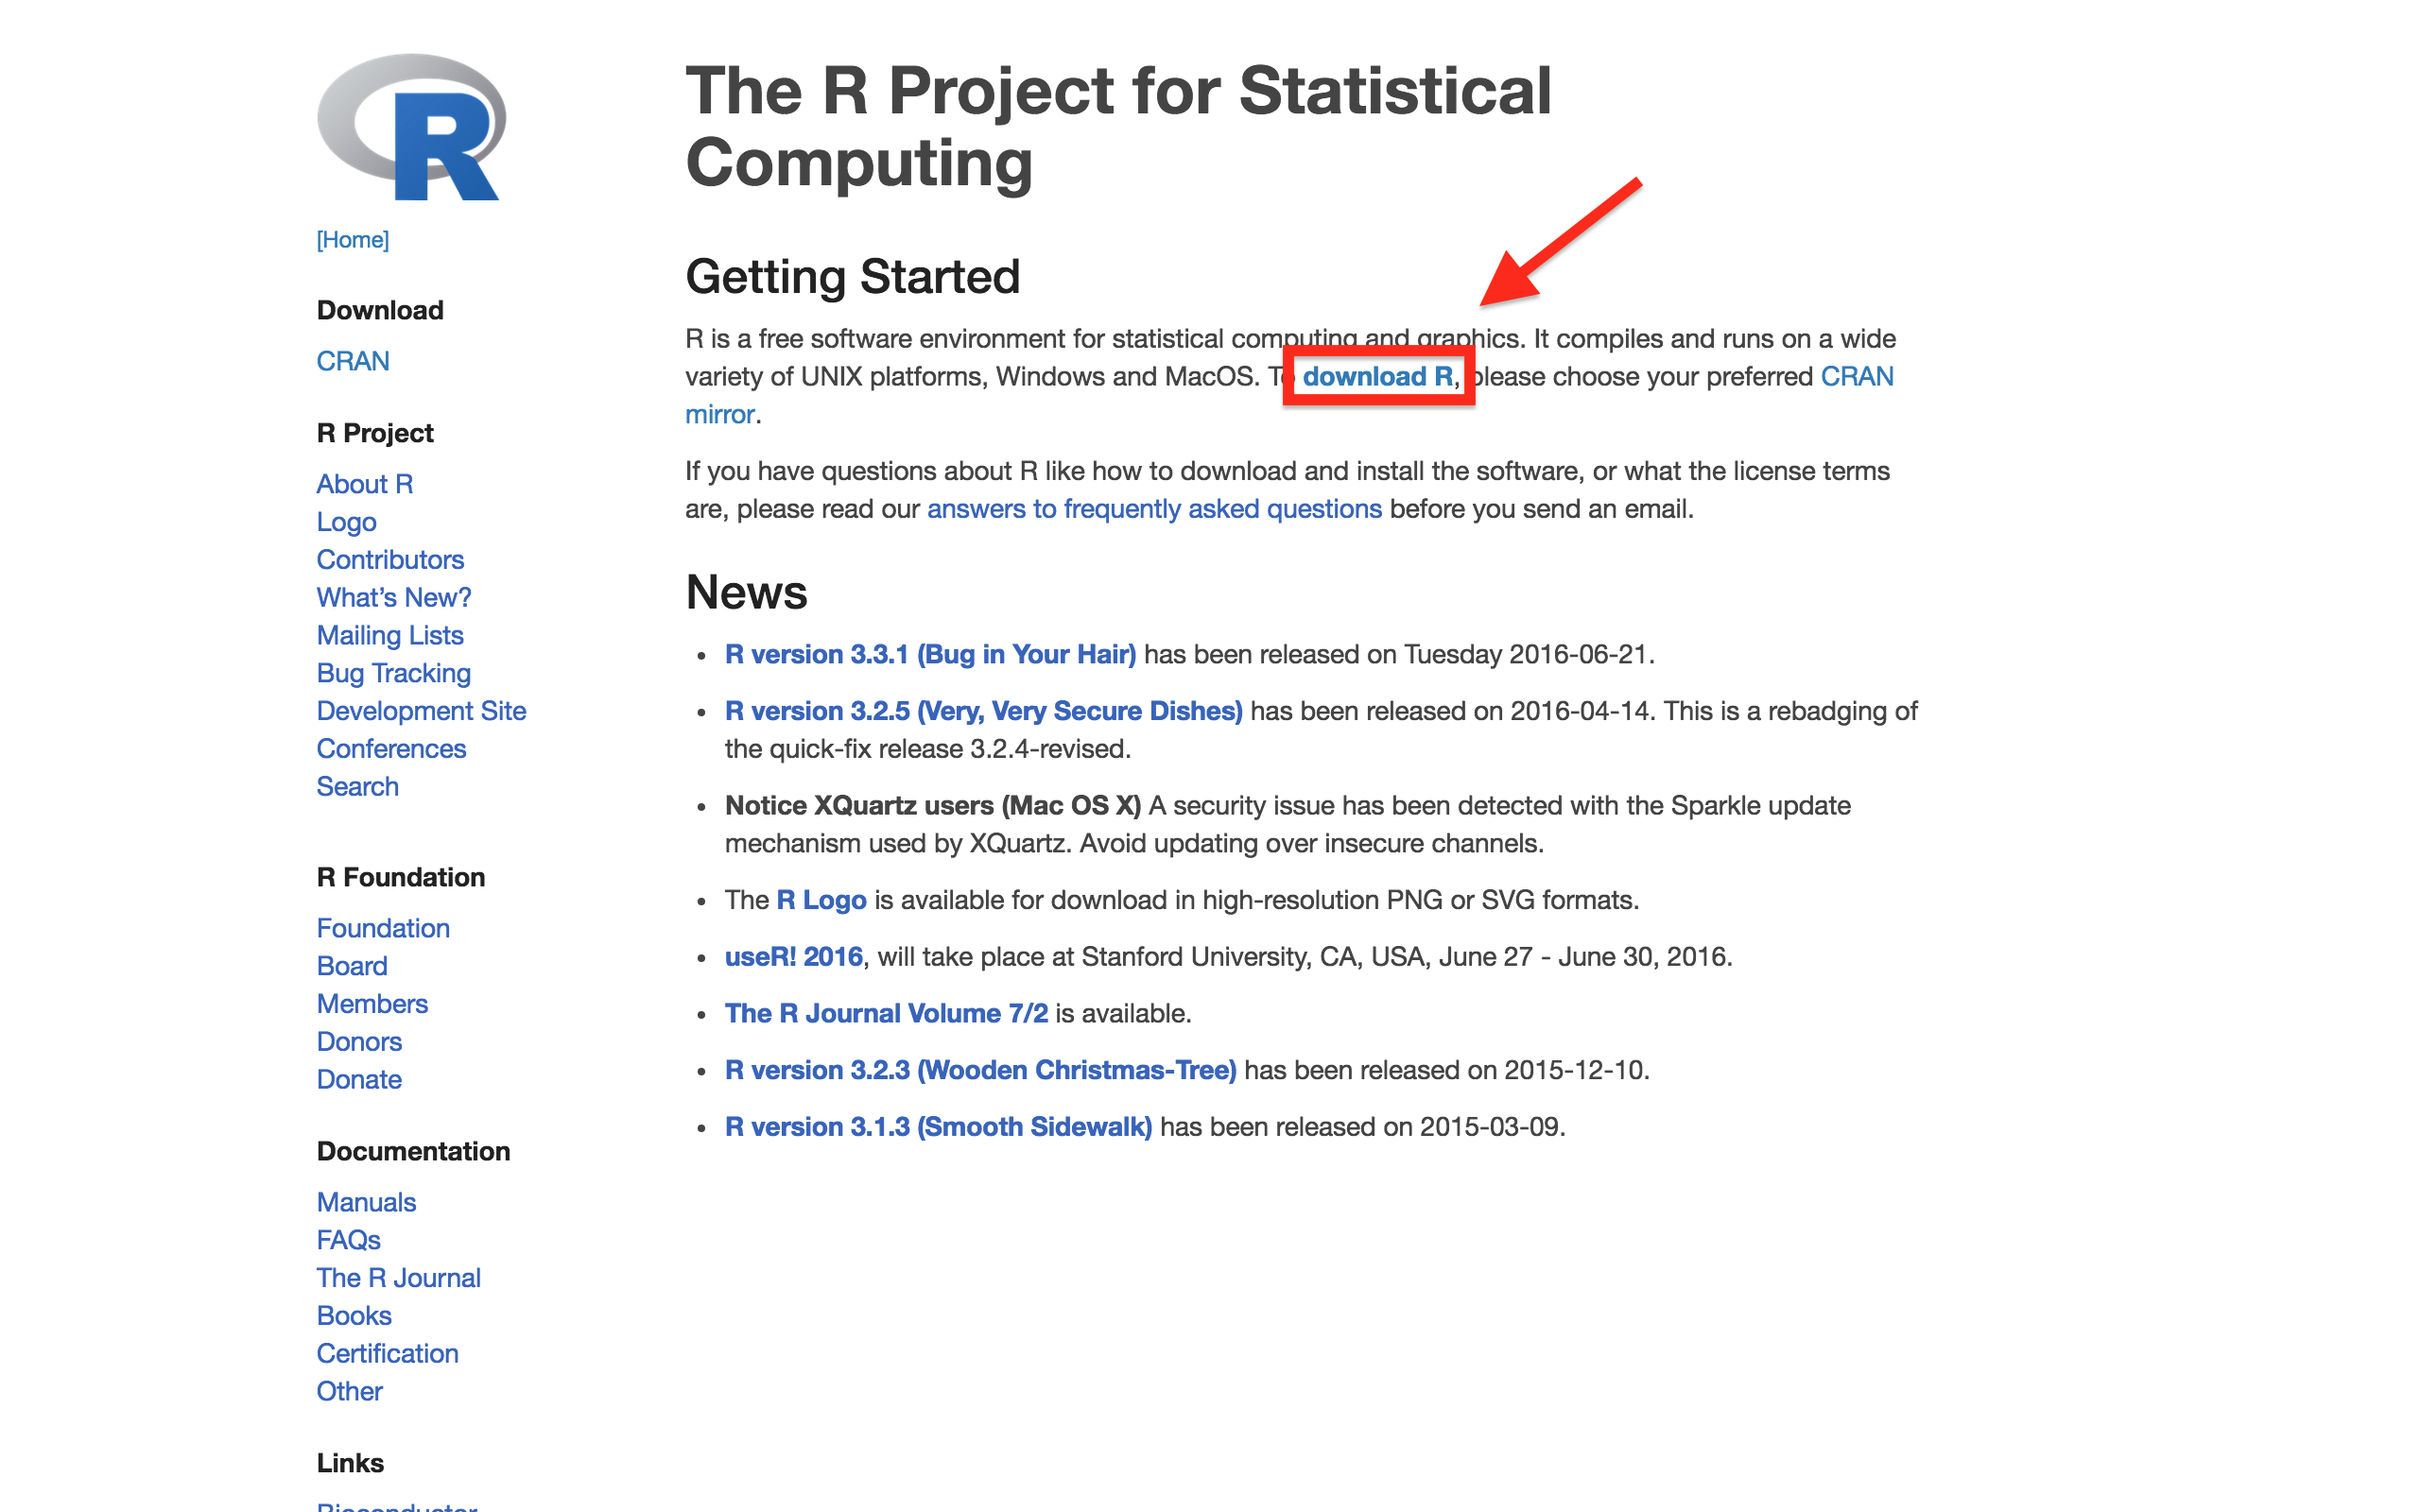 R
[Home]
Download
CRAN
R Project
About R
Logo
Contributors
What's New?
Mailing Lists
Bug Tracking
Development Site
Conferences
Search
R Foundation
Foundation
Board
Members
Donors
Donate
Documentation
Manuals
FAQs
The R Journal
Books
Certification
Other
Links
Bioconductor
The R Project for Statistical
Computing
Getting Started
R is a free software environment for statistical computing and graphics. It compiles and runs on a wide
variety of UNIX platforms, Windows and MacOS. To download R, please choose your preferred CRAN
mirror.
If you have questions about R like how to download and install the software, or what the license terms
are, please read our answers to frequently asked questions before you send an email.
News
• R version 3.3.1 (Bug in Your Hair) has been released on Tuesday 2016-06-21.
• R version 3.2.5 (Very, Very Secure Dishes) has been released on 2016-04-14. This is a rebadging of
the quick-fix release 3.2.4-revised.
• Notice XQuartz users (Mac OS X) A security issue has been detected with the Sparkle update
mechanism used by XQuartz. Avoid updating over insecure channels.
• The R Logo is available for download in high-resolution PNG or SVG formats.
• useR! 2016, will take place at Stanford University, CA, USA, June 27 - June 30, 2016.
• The R Journal Volume 7/2 is available.
• R version 3.2.3 (Wooden Christmas-Tree) has been released on 2015-12-10.
• R version 3.1.3 (Smooth Sidewalk) has been released on 2015-03-09.